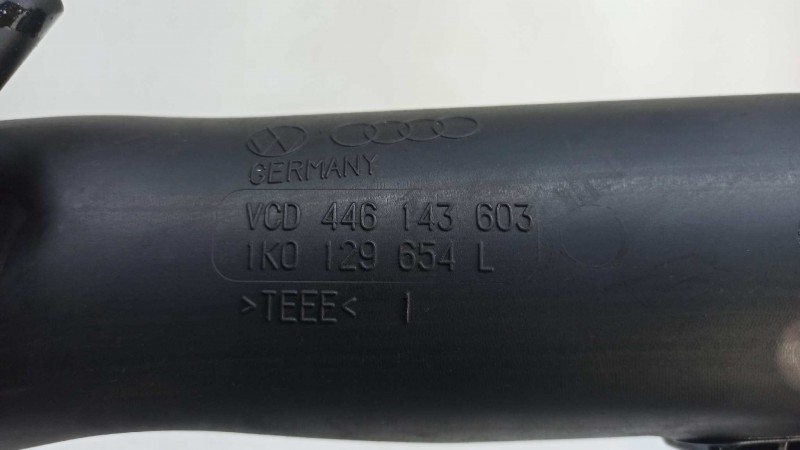 GERMANY
VCD 446 143 603
1K0 129 654 L
>TEEE< 1